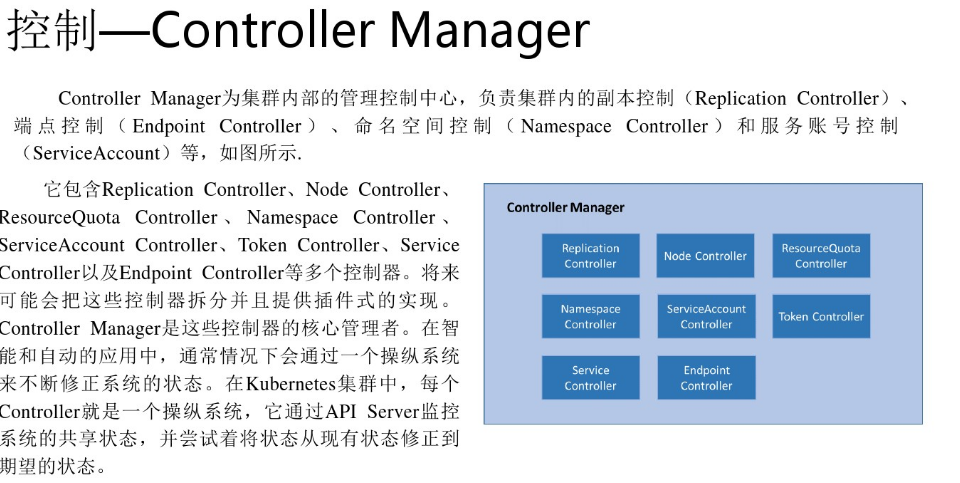 控制—Controller Manager
Controller Manager为集群内部的管理控制中心，负责集群内的副本控制（Replication Controller）、
端点控制（Endpoint Controller）、命名空间控制（Namespace Controller）和服务账号控制
（ServiceAccount）等，如图所示.
它包含Replication Controller、Node Controller、
ResourceQuota Controller、Namespace Controller、
ServiceAccount Controller、Token Controller、Service
Controller以及Endpoint Controller等多个控制器。将来
可能会把这些控制器拆分并且提供插件式的实现。
Controller Manager是这些控制器的核心管理者。在智
能和自动的应用中，通常情况下会通过一个操纵系统
来不断修正系统的状态。在Kubernetes集群中，每个
Controller就是一个操纵系统，它通过API Server监控
系统的共享状态，并尝试着将状态从现有状态修正到
期望的状态。
Controller Manager
Replication
Controller
Node Controller
ResourceQuota
Controller
Namespace
Controller
ServiceAccount
Controller
Token Controller
Service
Controller
Endpoint
Controller